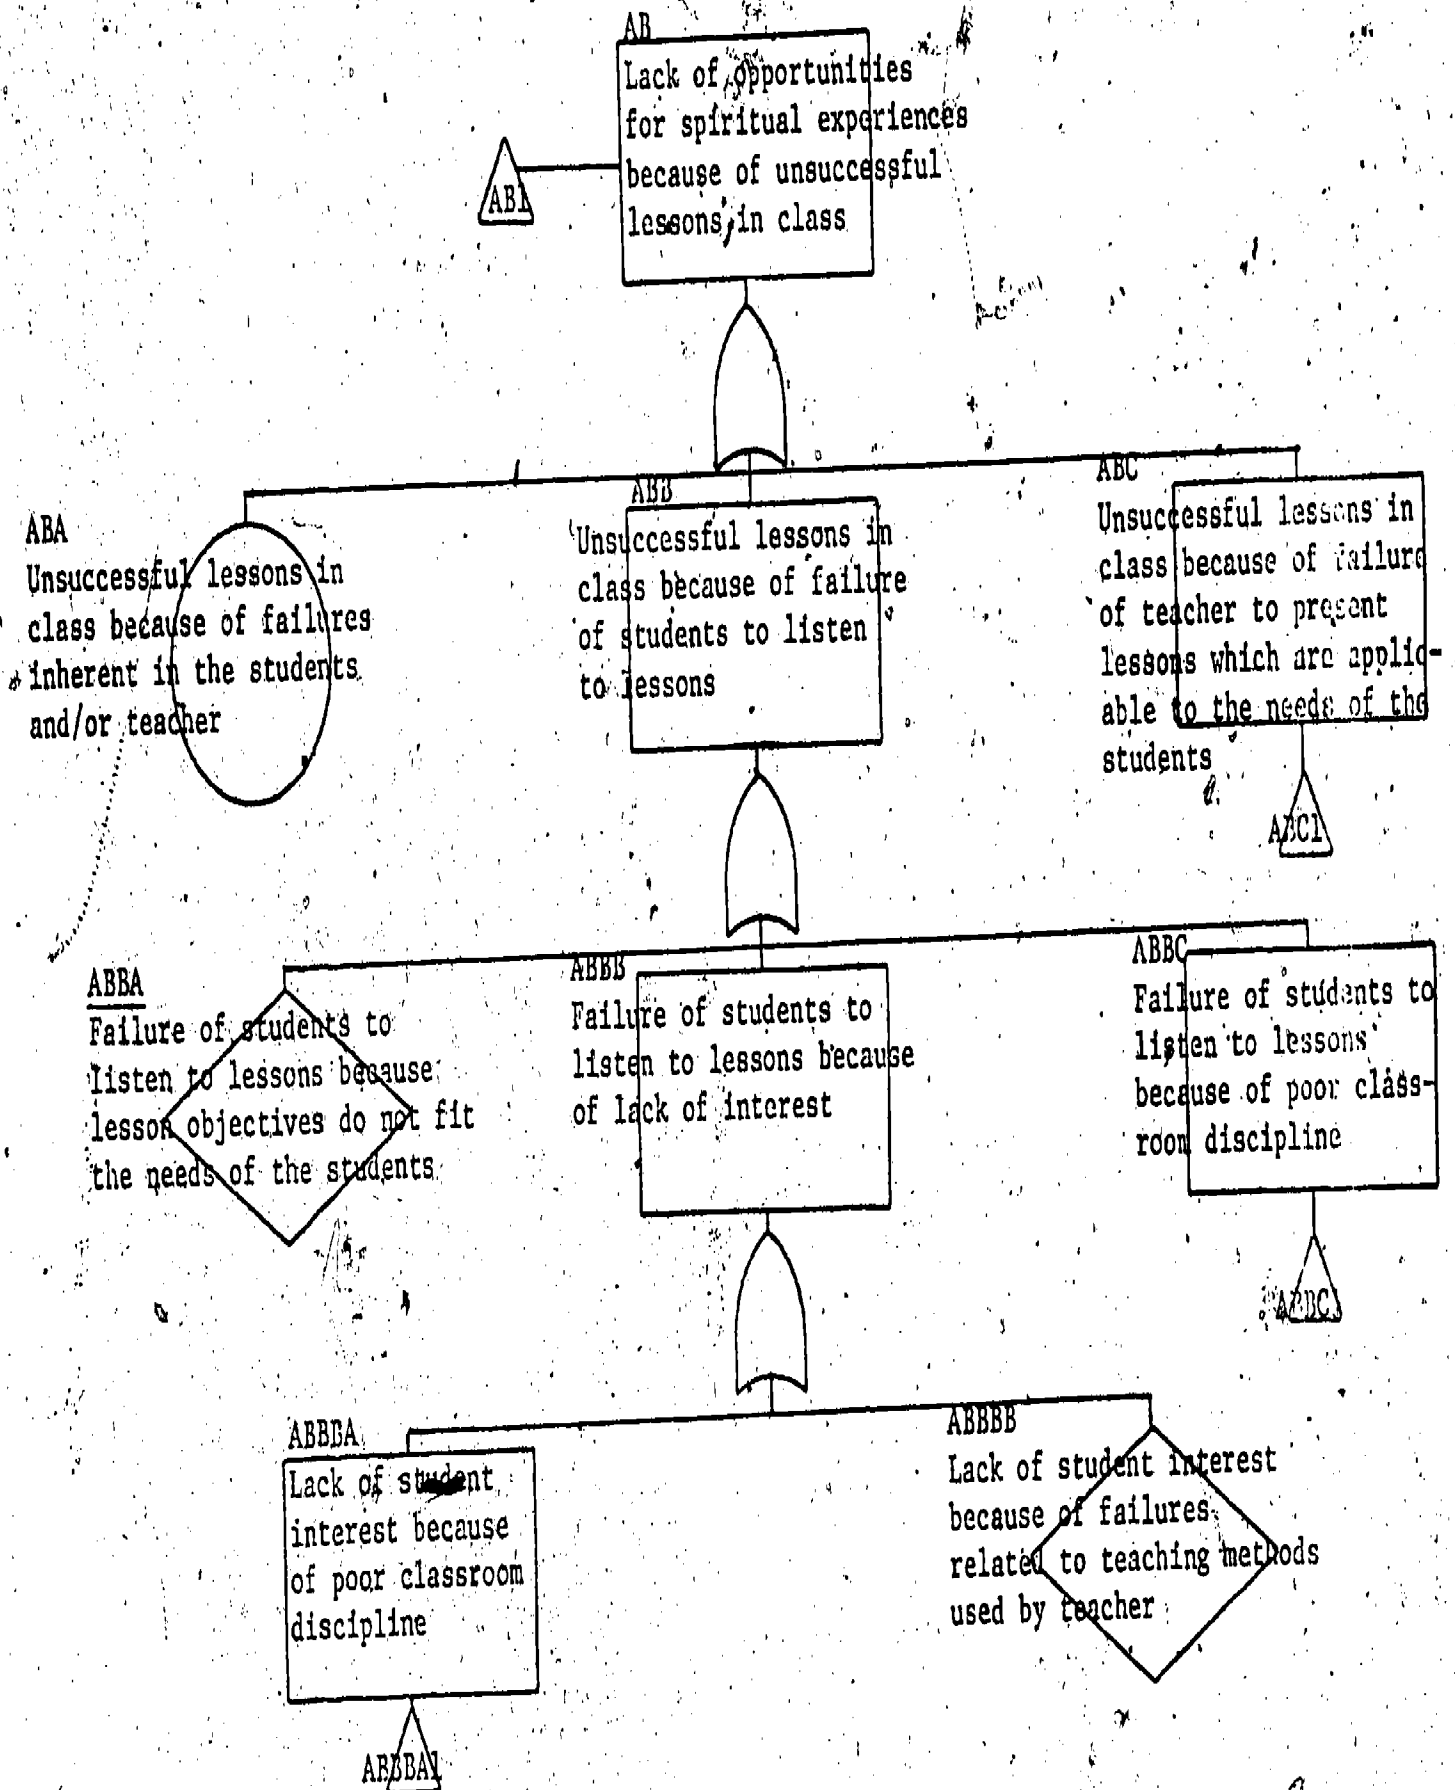 AB
Lack of opportunities
for spiritual experiences
because of unsuccessful
lessons in class
AB1
ABA
Unsuccessful lessons in
class because of failures
inherent in the students
and/or teacher
ABB
Unsuccessful lessons in
class because of failure
of students to listen
to lessons
ABC
Unsuccessful lessons in
class because of failure
of teacher to present
lessons which are applic-
able to the needs of the
students
ABC1
ABBA
Failure of students to
listen to lessons because
lesson objectives do not fit
the needs of the students
ABBB
Failure of students to
listen to lessons because
of lack of interest
ABBC
Failure of students to
listen to lessons
because of poor class-
room discipline
ABBC1
ABBBA
Lack of student
interest because
of poor classroom
discipline
ABBBA1
ABBBB
Lack of student interest
because of failures
related to teaching methods
used by teacher